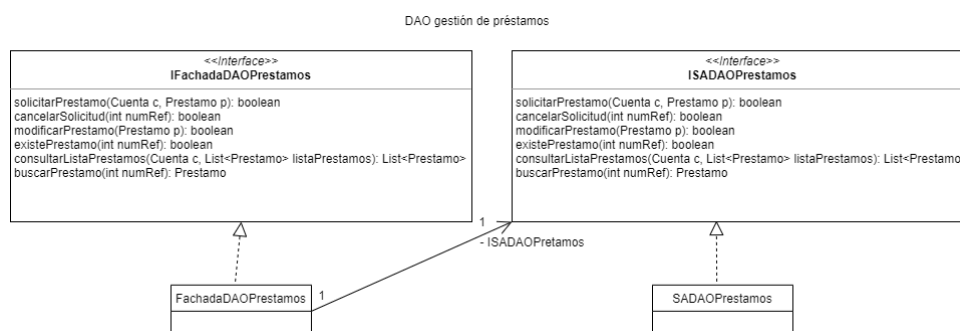 DAO gestión de préstamos
<<Interface>>
IFachadaDAOPrestamos
solicitarPrestamo(Cuenta c, Prestamo p): boolean
cancelarSolicitud(int numRef): boolean
modificarPrestamo(Prestamo p): boolean
existePrestamo(int numRef): boolean
consultarListaPrestamos(Cuenta c, List<Prestamo> listaPrestamos): List<Prestamo>
buscarPrestamo(int numRef): Prestamo
<<Interface>>
ISADAOPrestamos
solicitarPrestamo(Cuenta c, Prestamo p): boolean
cancelarSolicitud(int numRef): boolean
modificarPrestamo(Prestamo p): boolean
existePrestamo(int numRef): boolean
consultarListaPrestamos(Cuenta c, List<Prestamo> listaPrestamos): List<Prestamo
buscarPrestamo(int numRef): Prestamo
1
- ISADAOPretamos
FachadaDAOPrestamos
1
SADAOPrestamos